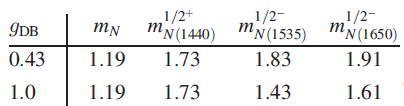 g_DB m_N m^{1/2+}_{N(1440)} m^{1/2-}_{N(1535)} m^{1/2-}_{N(1650)}
0.43 1.19 1.73 1.83 1.91
1.0 1.19 1.73 1.43 1.61